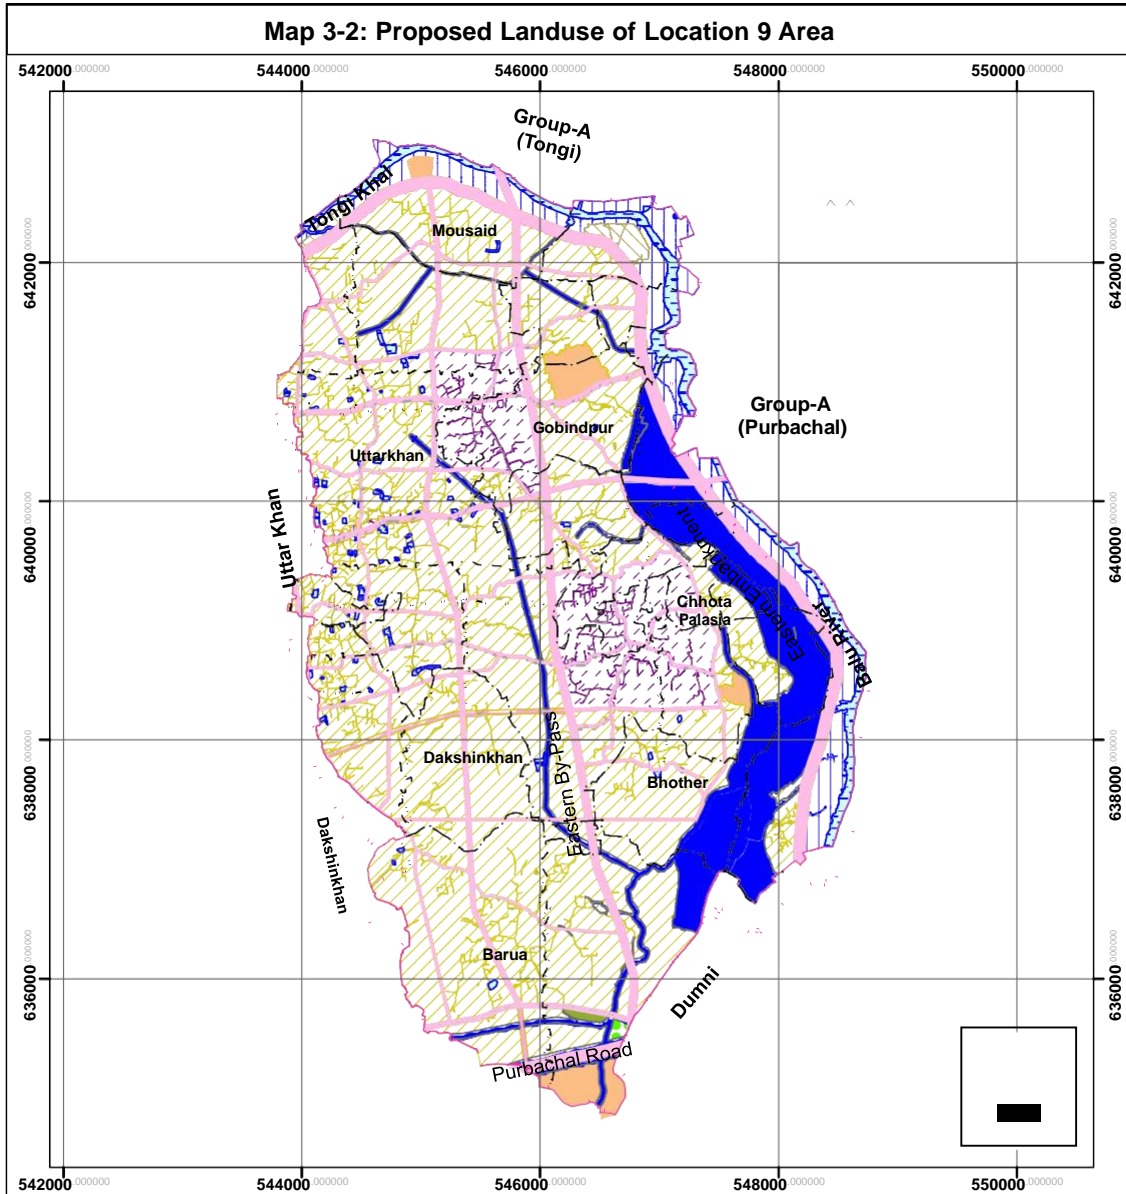 Map 3-2: Proposed Landuse of Location 9 Area
542000.000000
544000.000000
546000.000000
548000.000000
550000.000000
Group-A
(Tongi)
Tongi Khal
Mousaid
642000.000000
642000.000000
Group-A
(Purbachal)
Gobindpur
Uttarkhan
Uttar Khan
640000.000000
640000.000000
Eastern Embankment
Chhota
Palasia
Balu River
Eastern By-Pass
Dakshinkhan
Bhother
638000.000000
638000.000000
Dakshinkhan
Barua
Dumni
636000.000000
636000.000000
Purbachal Road
542000.000000
544000.000000
546000.000000
548000.000000
550000.000000